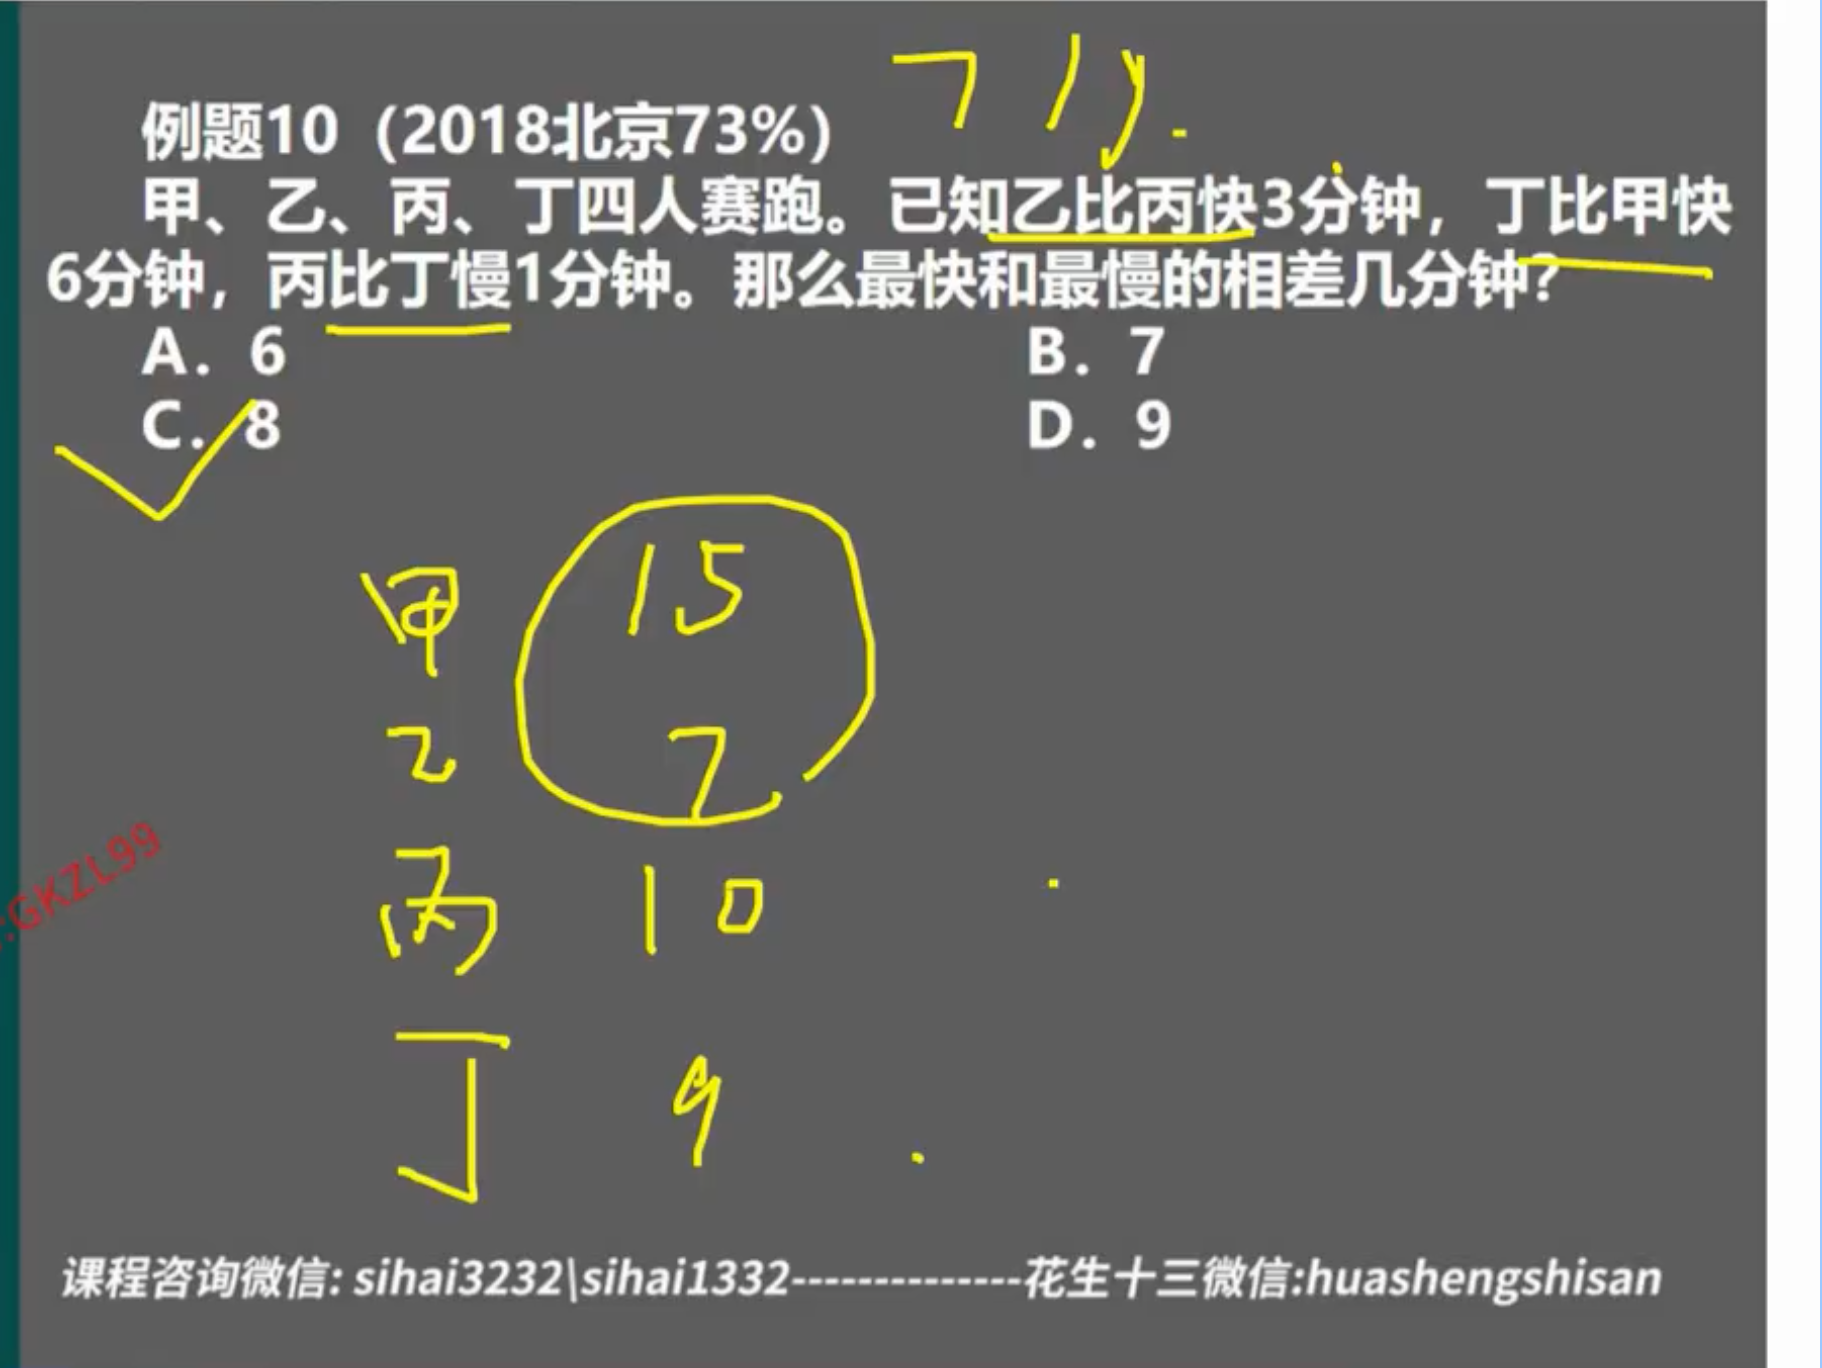 例题10（2018北京73%）
甲、乙、丙、丁四人赛跑。已知乙比丙快3分钟，丁比甲快
6分钟，丙比丁慢1分钟。那么最快和最慢的相差几分钟？
A．6 B．7
C．8 D．9
甲 15
乙 7
丙 10
丁 9
:GKZL99
课程咨询微信: sihai3232\sihai1332--------------花生十三微信:huashengshisan